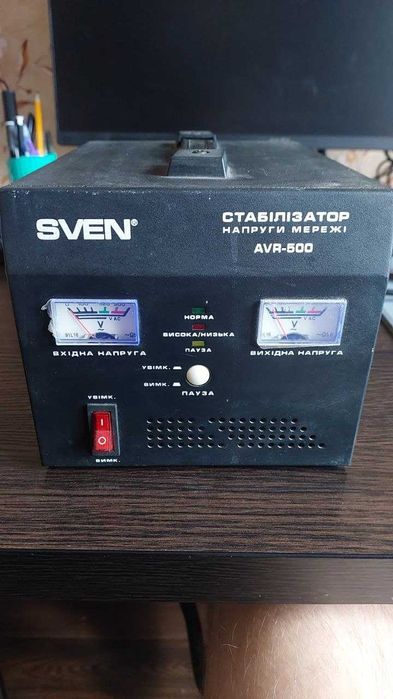 SVEN®
СТАБІЛІЗАТОР
НАПРУГИ МЕРЕЖІ
AVR-500
НОРМА
ВИСОКА/НИЗЬКА
ПАУЗА
V
V
ВХІДНА НАПРУГА
ВИХІДНА НАПРУГА
УВІМК.
ВИМК.
ПАУЗА
УВІМК.
I
O
ВИМК.